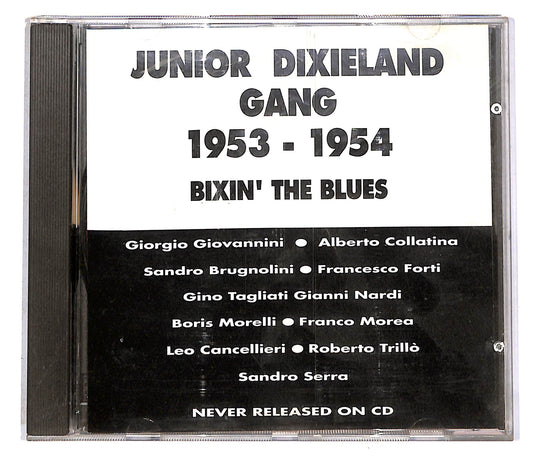 JUNIOR DIXIELAND
GANG
1953 - 1954
BIXIN' THE BLUES
Giorgio Giovannini ● Alberto Collatina
Sandro Brugnolini ● Francesco Forti
Gino Tagliati Gianni Nardi
Boris Morelli ● Franco Morea
Leo Cancellieri ● Roberto Trillò
Sandro Serra
NEVER RELEASED ON CD